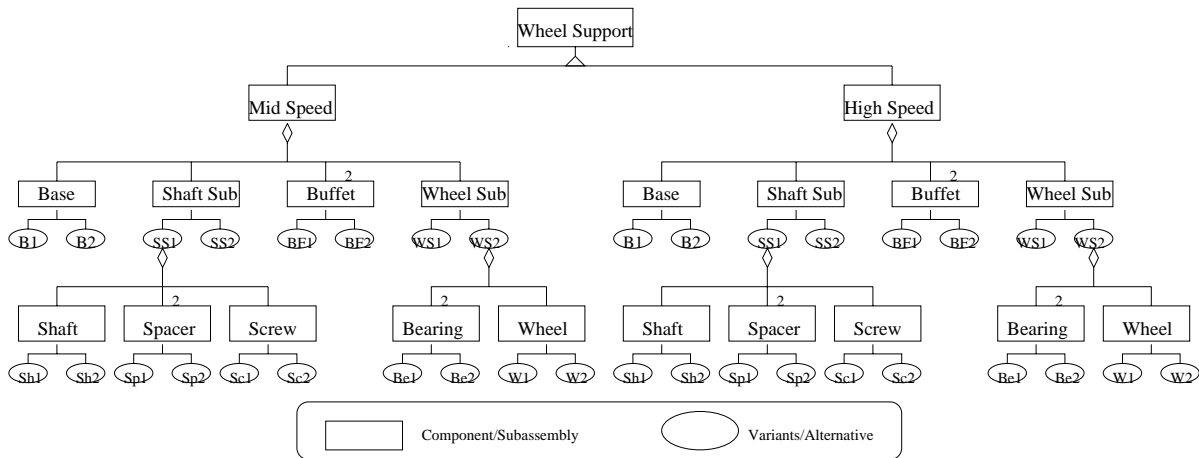 Wheel Support
Mid Speed High Speed
2 2
Base Shaft Sub Buffet Wheel Sub Base Shaft Sub Buffet Wheel Sub
B1 B2 SS1 SS2 BF1 BF2 WS1 WS2 B1 B2 SS1 SS2 BF1 BF2 WS1 WS2
2 2 2 2
Shaft Spacer Screw Bearing Wheel Shaft Spacer Screw Bearing Wheel
Sh1 Sh2 Sp1 Sp2 Sc1 Sc2 Be1 Be2 W1 W2 Sh1 Sh2 Sp1 Sp2 Sc1 Sc2 Be1 Be2 W1 W2
Component/Subassembly Variants/Alternative